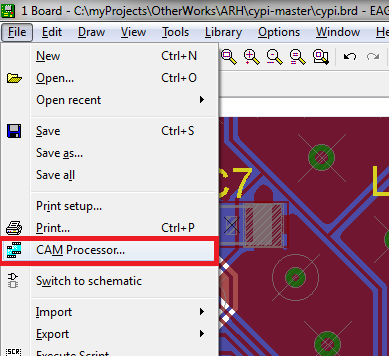 1 Board - C:\myProjects\OtherWorks\ARH\cypi-master\cypi.brd - EAG
File Edit Draw View Tools Library Options Window
New Ctrl+N
Open... Ctrl+O
Open recent
Save Ctrl+S
Save as...
Save all
Print setup...
Print... Ctrl+P
CAM Processor...
Switch to schematic
Import
Export
SCR Execute Script
C7
L